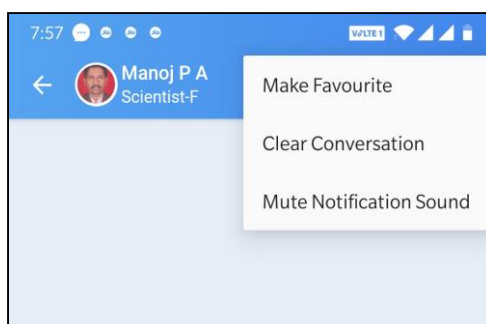 7:57
VoLTE 1
Manoj P A
Scientist-F
Make Favourite
Clear Conversation
Mute Notification Sound